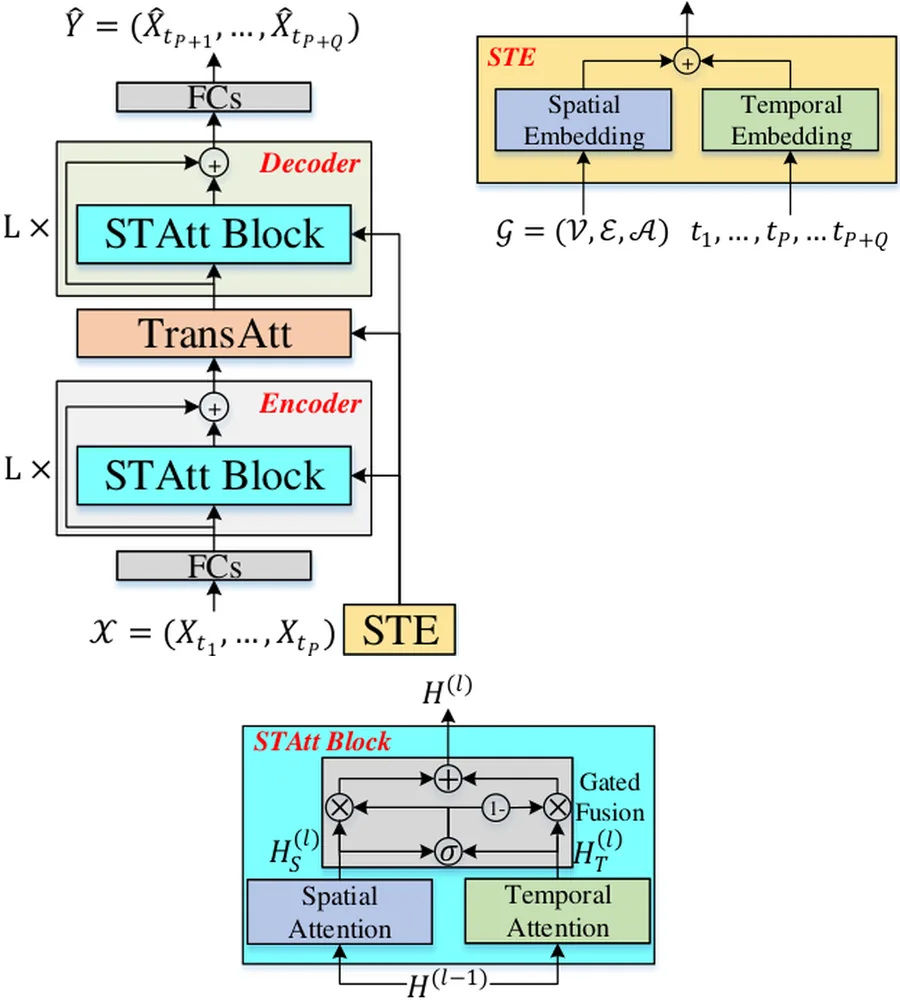 Ŷ = (X̂_{t_{P+1}}, …, X̂_{t_{P+Q}})
FCs
Decoder
+
L ×
STAtt Block
TransAtt
Encoder
+
L ×
STAtt Block
FCs
𝒳 = (X_{t_1}, …, X_{t_P})
STE
STE
+
Spatial
Embedding
Temporal
Embedding
𝒢 = (𝒱, ℰ, 𝒜)
t_1, …, t_P, … t_{P+Q}
H^{(l)}
STAtt Block
+
Gated
Fusion
×
1-
×
H_S^{(l)}
σ
H_T^{(l)}
Spatial
Attention
Temporal
Attention
H^{(l−1)}